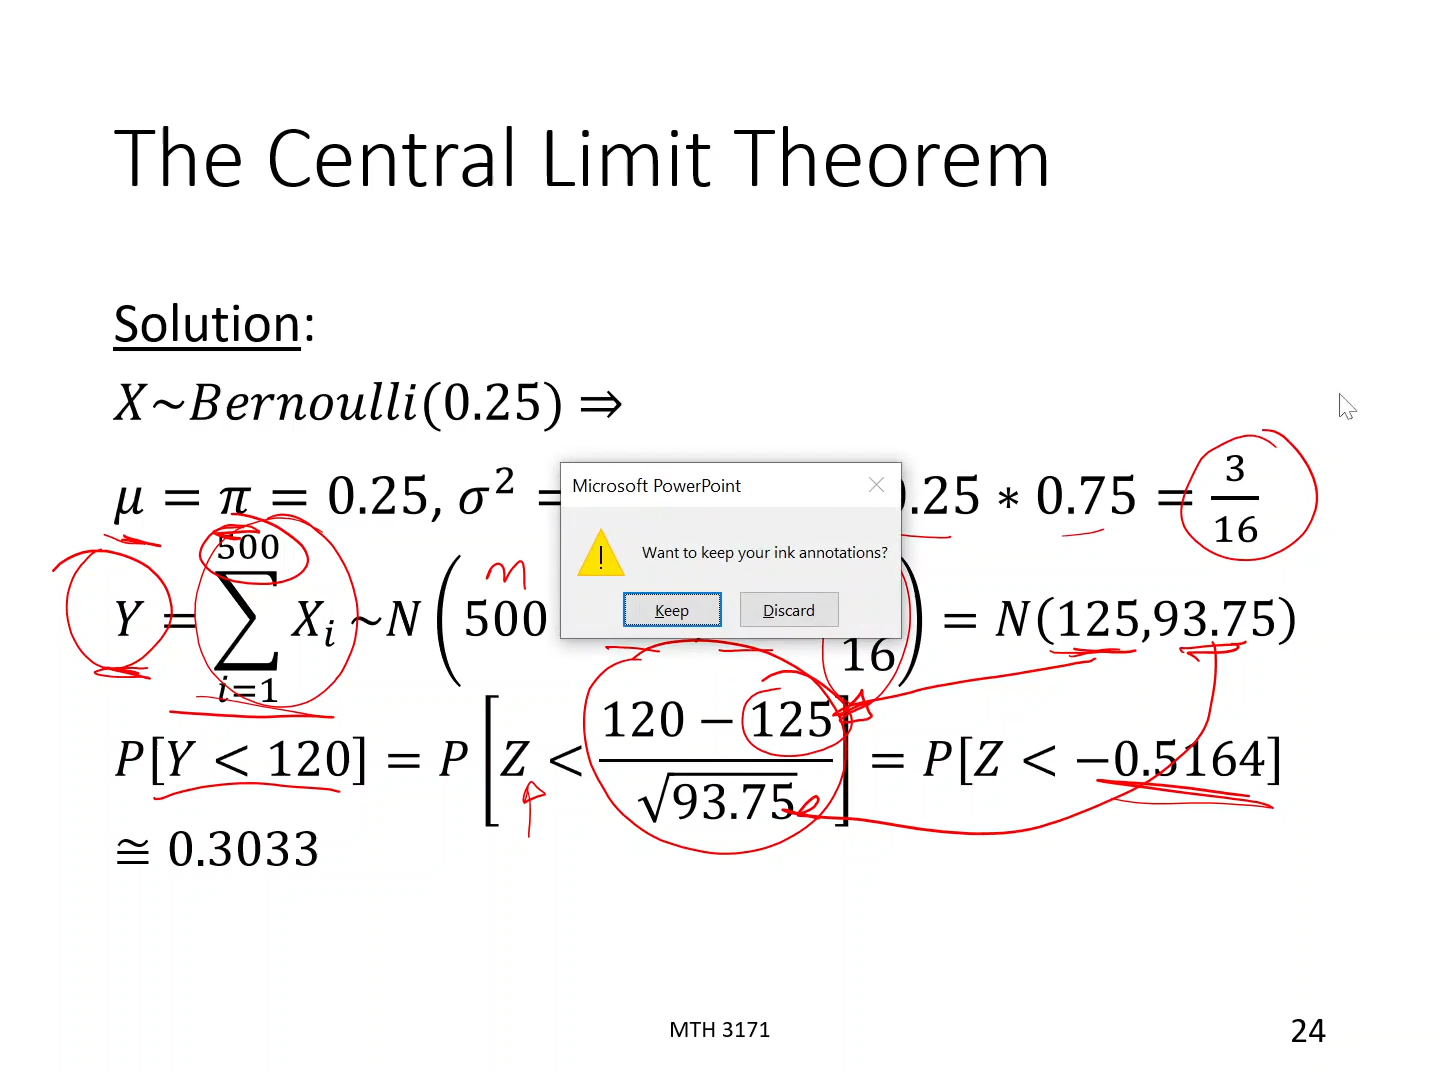 The Central Limit Theorem
Solution:
X~Bernoulli(0.25) ⇒
μ = π = 0.25, σ² = 0.25 * 0.75 = 3/16
Y = ∑_{i=1}^{500} X_i ~N(500 n 16) = N(125,93.75)
P[Y < 120] = P[Z < (120 − 125)/√93.75] = P[Z < −0.5164]
≅ 0.3033
Microsoft PowerPoint
Want to keep your ink annotations?
Keep Discard
MTH 3171
24